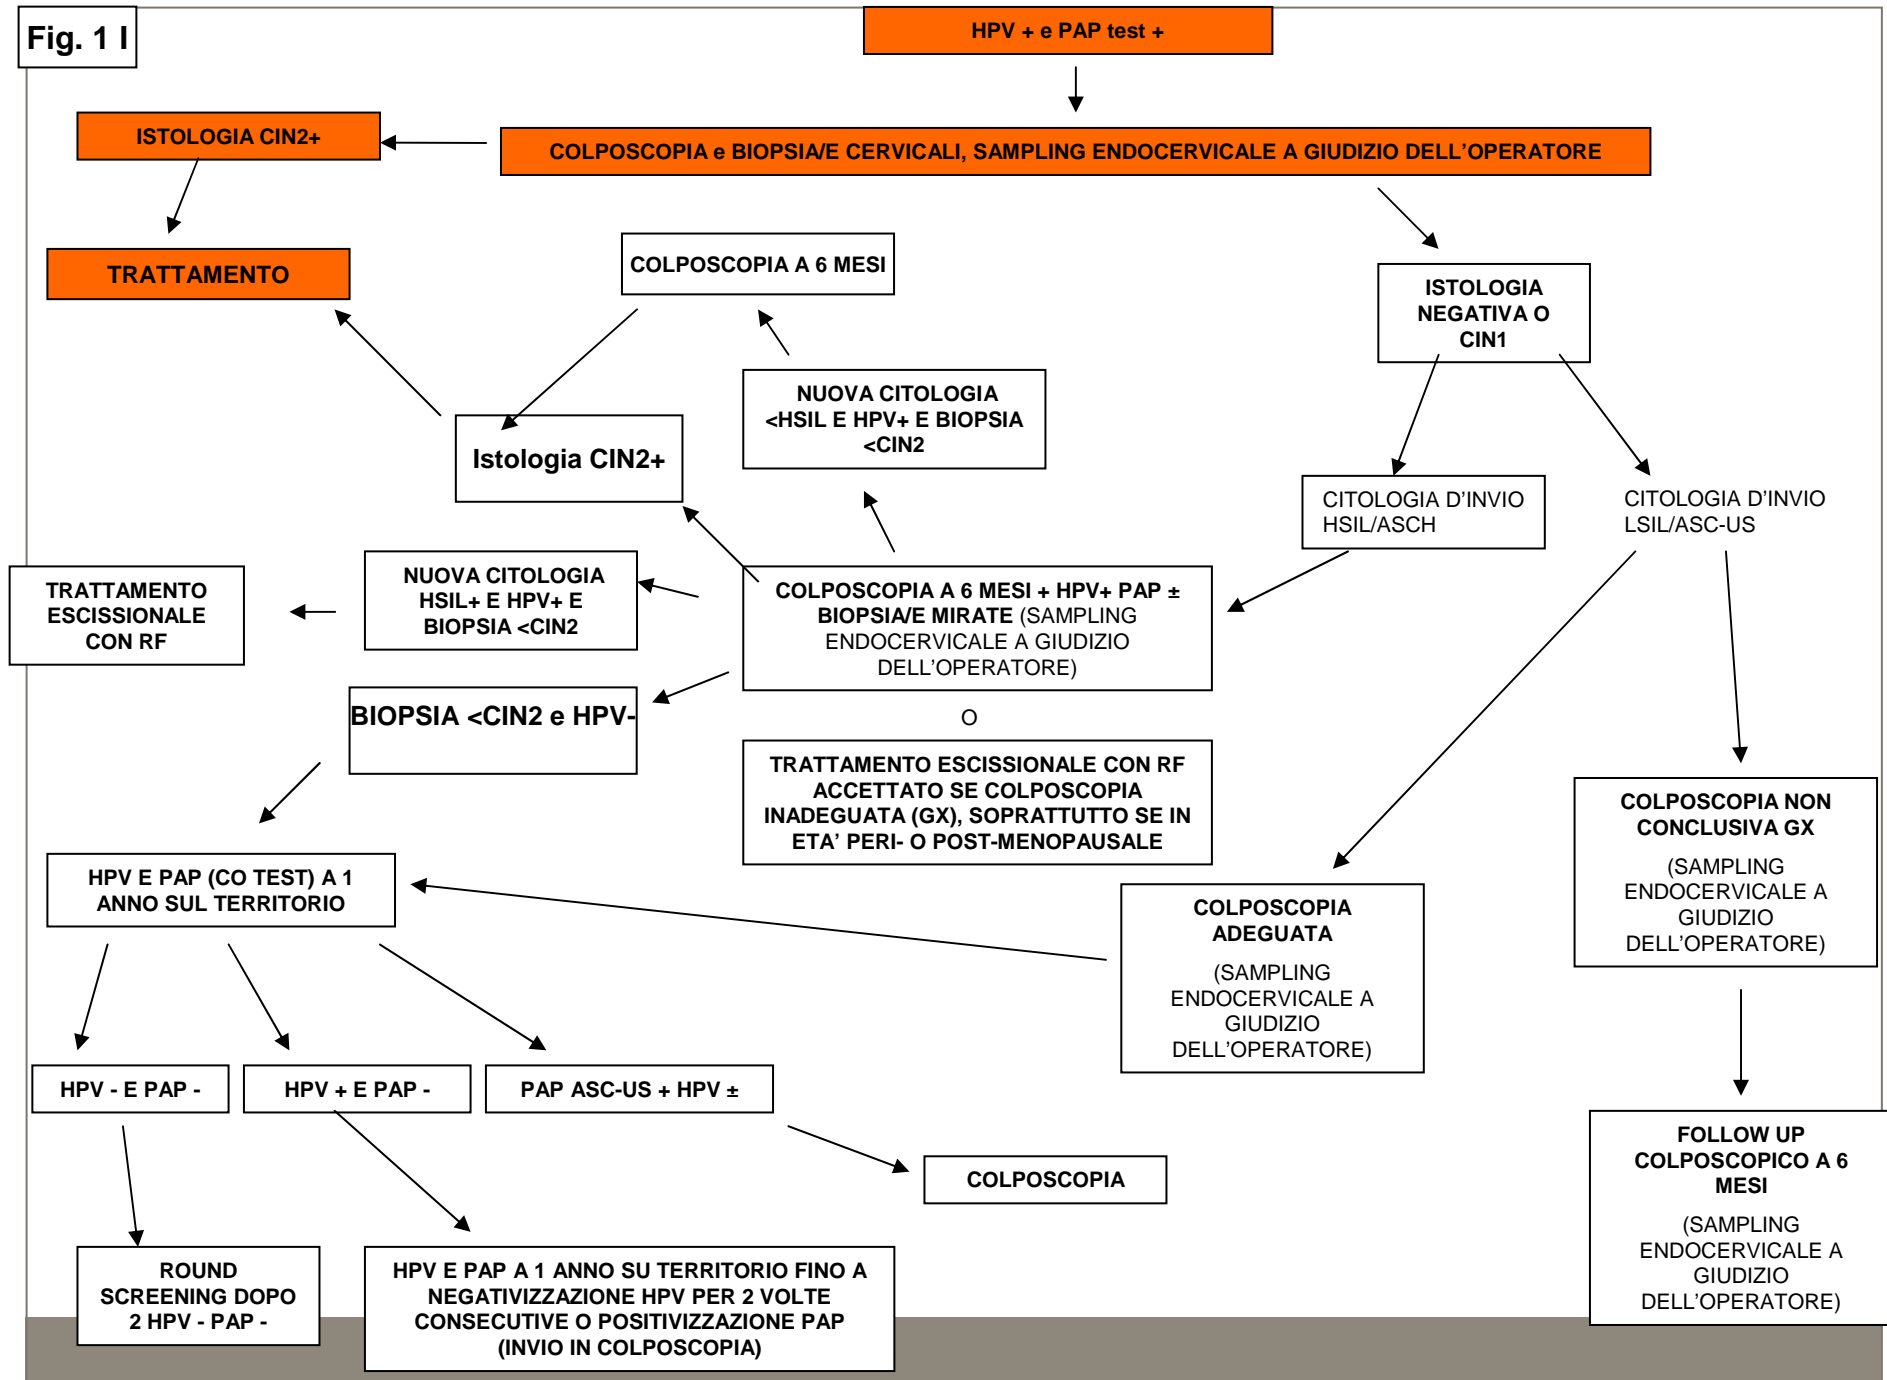 Fig. 1 I
HPV + e PAP test +
ISTOLOGIA CIN2+
COLPOSCOPIA e BIOPSIA/E CERVICALI, SAMPLING ENDOCERVICALE A GIUDIZIO DELL'OPERATORE
TRATTAMENTO
COLPOSCOPIA A 6 MESI
ISTOLOGIA
NEGATIVA O
CIN1
NUOVA CITOLOGIA
<HSIL E HPV+ E BIOPSIA
<CIN2
Istologia CIN2+
CITOLOGIA D'INVIO
HSIL/ASCH
CITOLOGIA D'INVIO
LSIL/ASC-US
TRATTAMENTO
ESCISSIONALE
CON RF
NUOVA CITOLOGIA
HSIL+ E HPV+ E
BIOPSIA <CIN2
COLPOSCOPIA A 6 MESI + HPV+ PAP ±
BIOPSIA/E MIRATE (SAMPLING
ENDOCERVICALE A GIUDIZIO
DELL'OPERATORE)
BIOPSIA <CIN2 e HPV-
O
TRATTAMENTO ESCISSIONALE CON RF
ACCETTATO SE COLPOSCOPIA
INADEGUATA (GX), SOPRATTUTTO SE IN
ETA' PERI- O POST-MENOPAUSALE
COLPOSCOPIA NON
CONCLUSIVA GX
(SAMPLING
ENDOCERVICALE A
GIUDIZIO
DELL'OPERATORE)
HPV E PAP (CO TEST) A 1
ANNO SUL TERRITORIO
COLPOSCOPIA
ADEGUATA
(SAMPLING
ENDOCERVICALE A
GIUDIZIO
DELL'OPERATORE)
HPV - E PAP -
HPV + E PAP -
PAP ASC-US + HPV ±
COLPOSCOPIA
FOLLOW UP
COLPOSCOPICO A 6
MESI
(SAMPLING
ENDOCERVICALE A
GIUDIZIO
DELL'OPERATORE)
ROUND
SCREENING DOPO
2 HPV - PAP -
HPV E PAP A 1 ANNO SU TERRITORIO FINO A
NEGATIVIZZAZIONE HPV PER 2 VOLTE
CONSECUTIVE O POSITIVIZZAZIONE PAP
(INVIO IN COLPOSCOPIA)